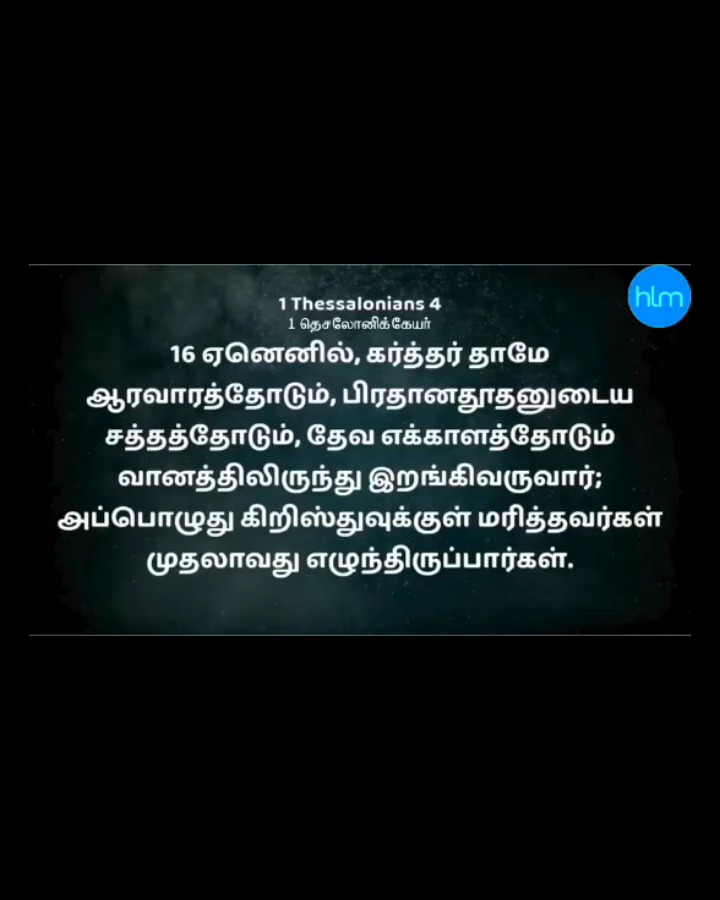 hlm
1 Thessalonians 4
1 தெசலோனிக்கேயர்
16 ஏனெனில், கர்த்தர் தாமே
ஆரவாரத்தோடும், பிரதானதூதனுடைய
சத்தத்தோடும், தேவ எக்காளத்தோடும்
வானத்திலிருந்து இறங்கிவருவார்;
அப்பொழுது கிறிஸ்துவுக்குள் மரித்தவர்கள்
முதலாவது எழுந்திருப்பார்கள்.